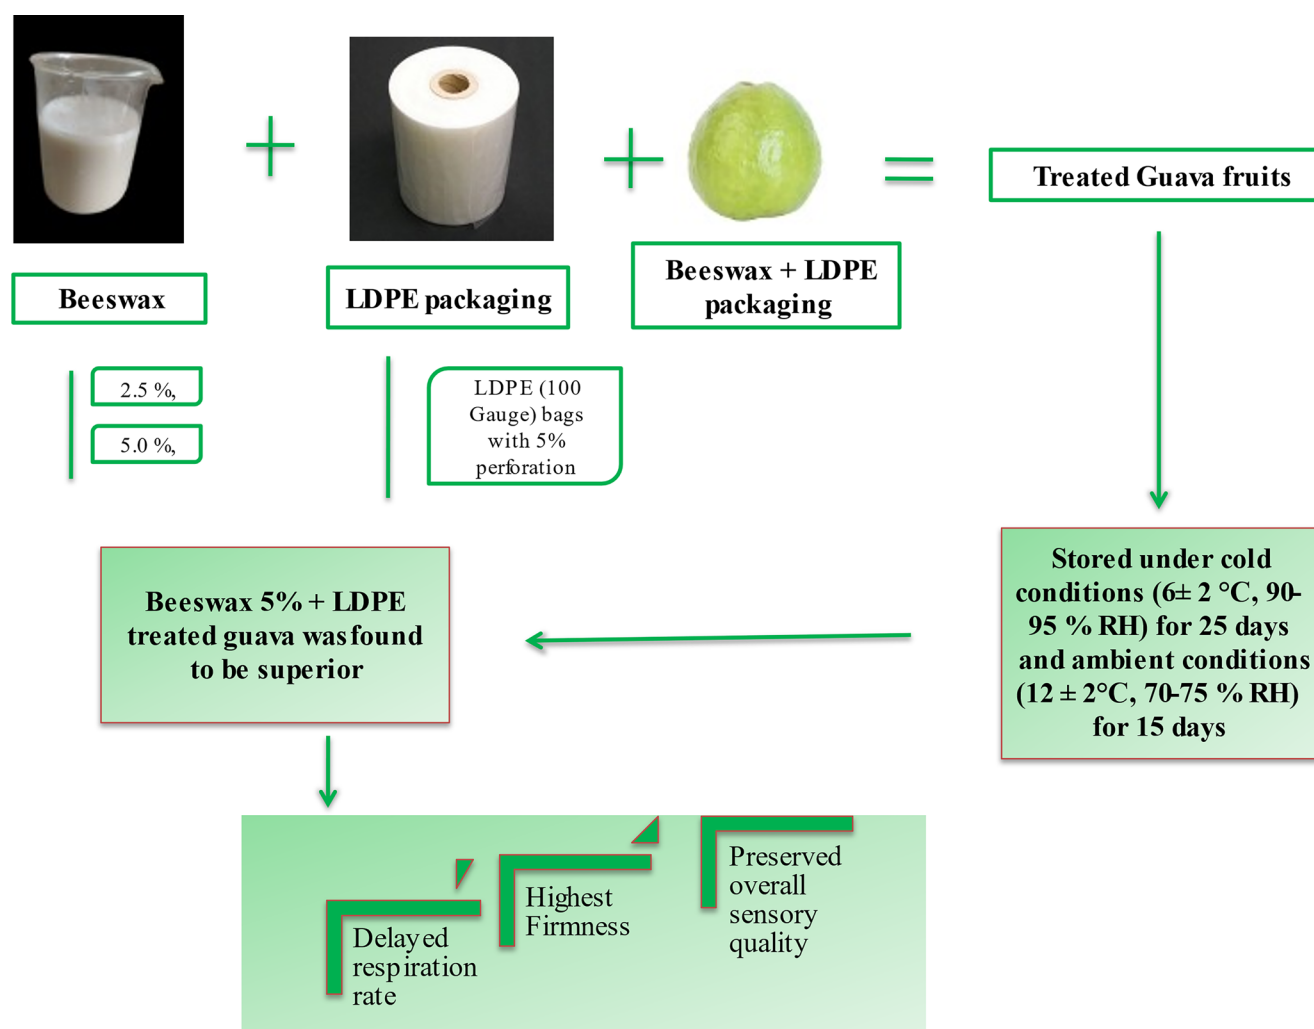 Treated Guava fruits
Beeswax
LDPE packaging
Beeswax + LDPE
packaging
2.5 %,
5.0 %,
LDPE (100
Gauge) bags
with 5%
perforation
Stored under cold
conditions (6± 2 °C, 90-
95 % RH) for 25 days
and ambient conditions
(12 ± 2°C, 70-75 % RH)
for 15 days
Beeswax 5% + LDPE
treated guava was found
to be superior
Delayed
respiration
rate
Highest
Firmness
Preserved
overall
sensory
quality